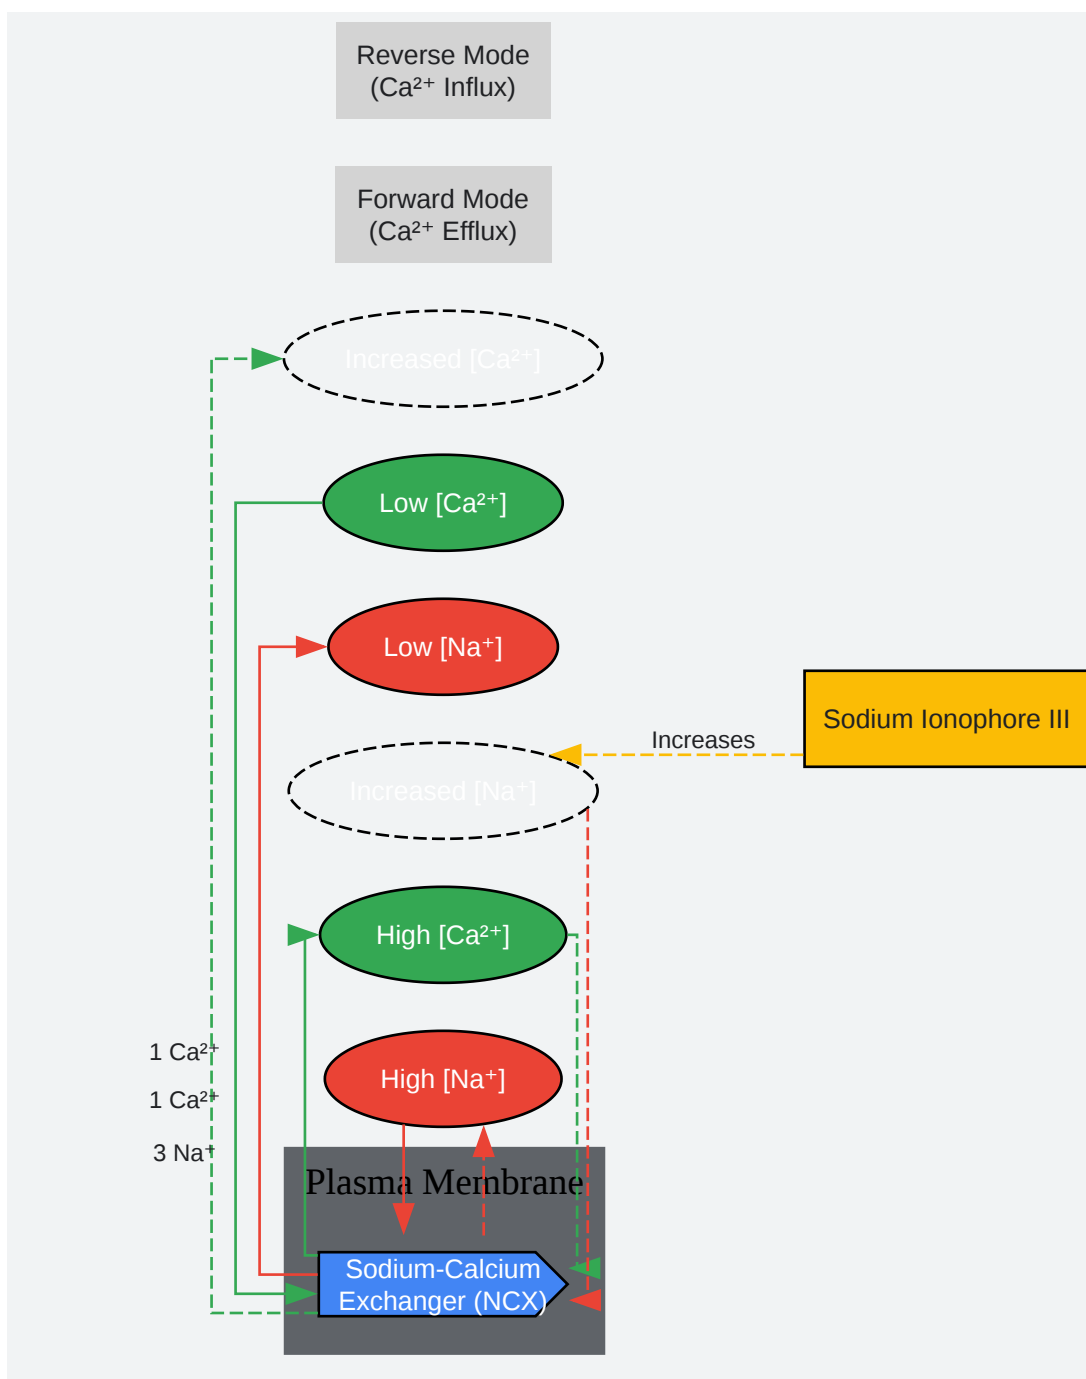 Reverse Mode
(Ca²⁺ Influx)
Forward Mode
(Ca²⁺ Efflux)
Increased [Ca²⁺]
Low [Ca²⁺]
Low [Na⁺]
Sodium Ionophore III
Increases
Increased [Na⁺]
High [Ca²⁺]
1 Ca²⁺
High [Na⁺]
1 Ca²⁺
3 Na⁺
Plasma Membrane
Sodium-Calcium
Exchanger (NCX)